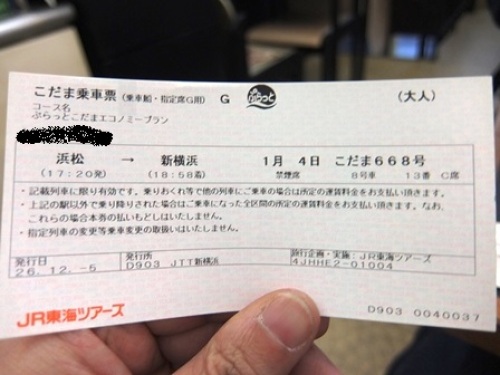 こだま乗車票 (乗車船・指定席G用) G ぷらっと (大人)
コース名
ぷらっとこだまエコノミープラン
浜松 → 新横浜 1月 4日 こだま668号
(17:20発) (18:58着) 禁煙席 8号車 13番 C席
・記載列車に限り有効です。乗りおくれ等で他の列車にご乗車の場合は所定の運賃料金をお支払い頂きます。
・上記の駅以外で乗り降りされた場合はご乗車になった全区間の所定の運賃料金をお支払い頂きます。なお、
これらの場合本券の払いもどしはいたしません。
・指定列車の変更等乗車変更の取扱いはいたしません。
発行日 発行所 旅行企画・実施:JR東海ツアーズ
26.12.-5 D903 JTT新横浜 4JHHE2-01004
JR東海ツアーズ D903 0040037